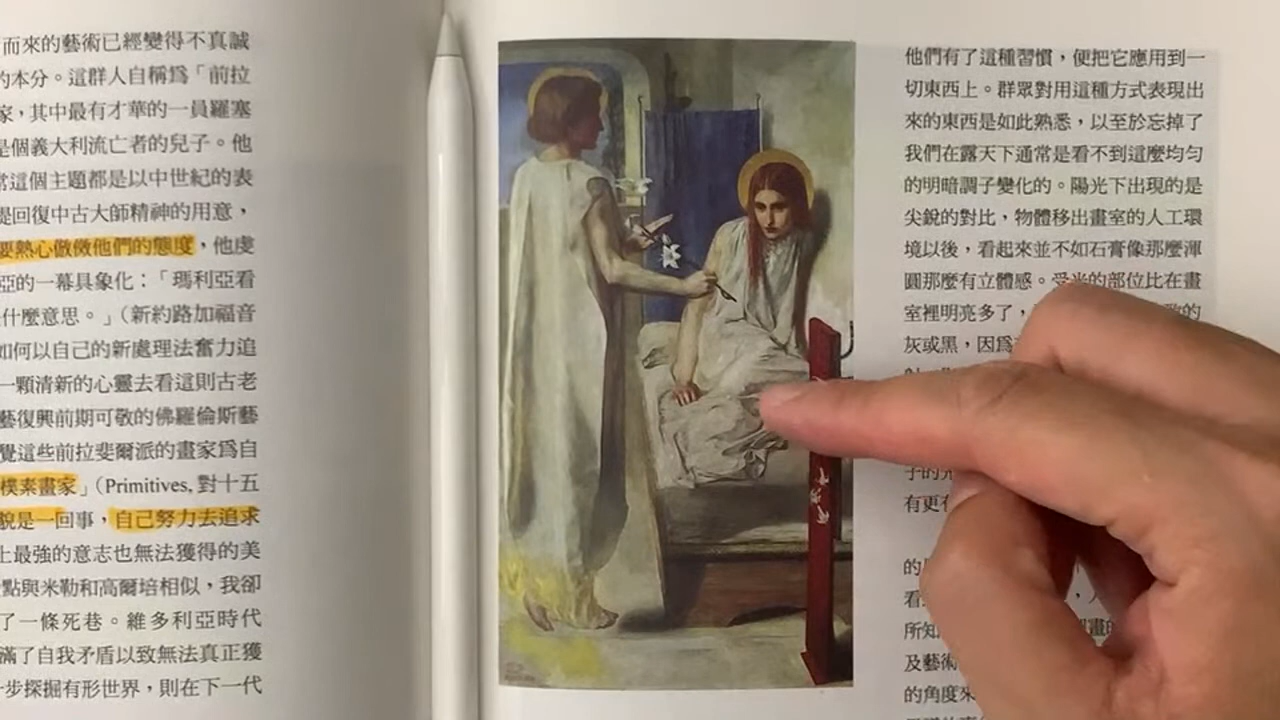 而來的藝術已經變得不真誠
的本分。這群人自稱爲「前拉
家，其中最有才華的一員羅塞
是個義大利流亡者的兒子。他
常這個主題都是以中世紀的表
是回復中古大師精神的用意，
要熱心倣傚他們的態度，他虔
亞的一幕具象化：「瑪利亞看
什麼意思。」（新約路加福音
如何以自己的新處理法奮力追
一顆清新的心靈去看這則古老
藝復興前期可敬的佛羅倫斯藝
覺這些前拉斐爾派的畫家爲自
樸素畫家」（Primitives, 對十五
貌是一回事，自己努力去追求
上最強的意志也無法獲得的美
點與米勒和高爾培相似，我卻
了一條死巷。維多利亞時代
滿了自我矛盾以致無法真正獲
步探掘有形世界，則在下一代
他們有了這種習慣，便把它應用到一
切東西上。群眾對用這種方式表現出
來的東西是如此熟悉，以至於忘掉了
我們在露天下通常是看不到這麼均勻
的明暗調子變化的。陽光下出現的是
尖銳的對比，物體移出畫室的人工環
境以後，看起來並不如石膏像那麼渾
圓那麼有立體感。受光的部位比在畫
室裡明亮多了，
灰或黑，因爲
有更
的
看
所知
及藝術
的角度來